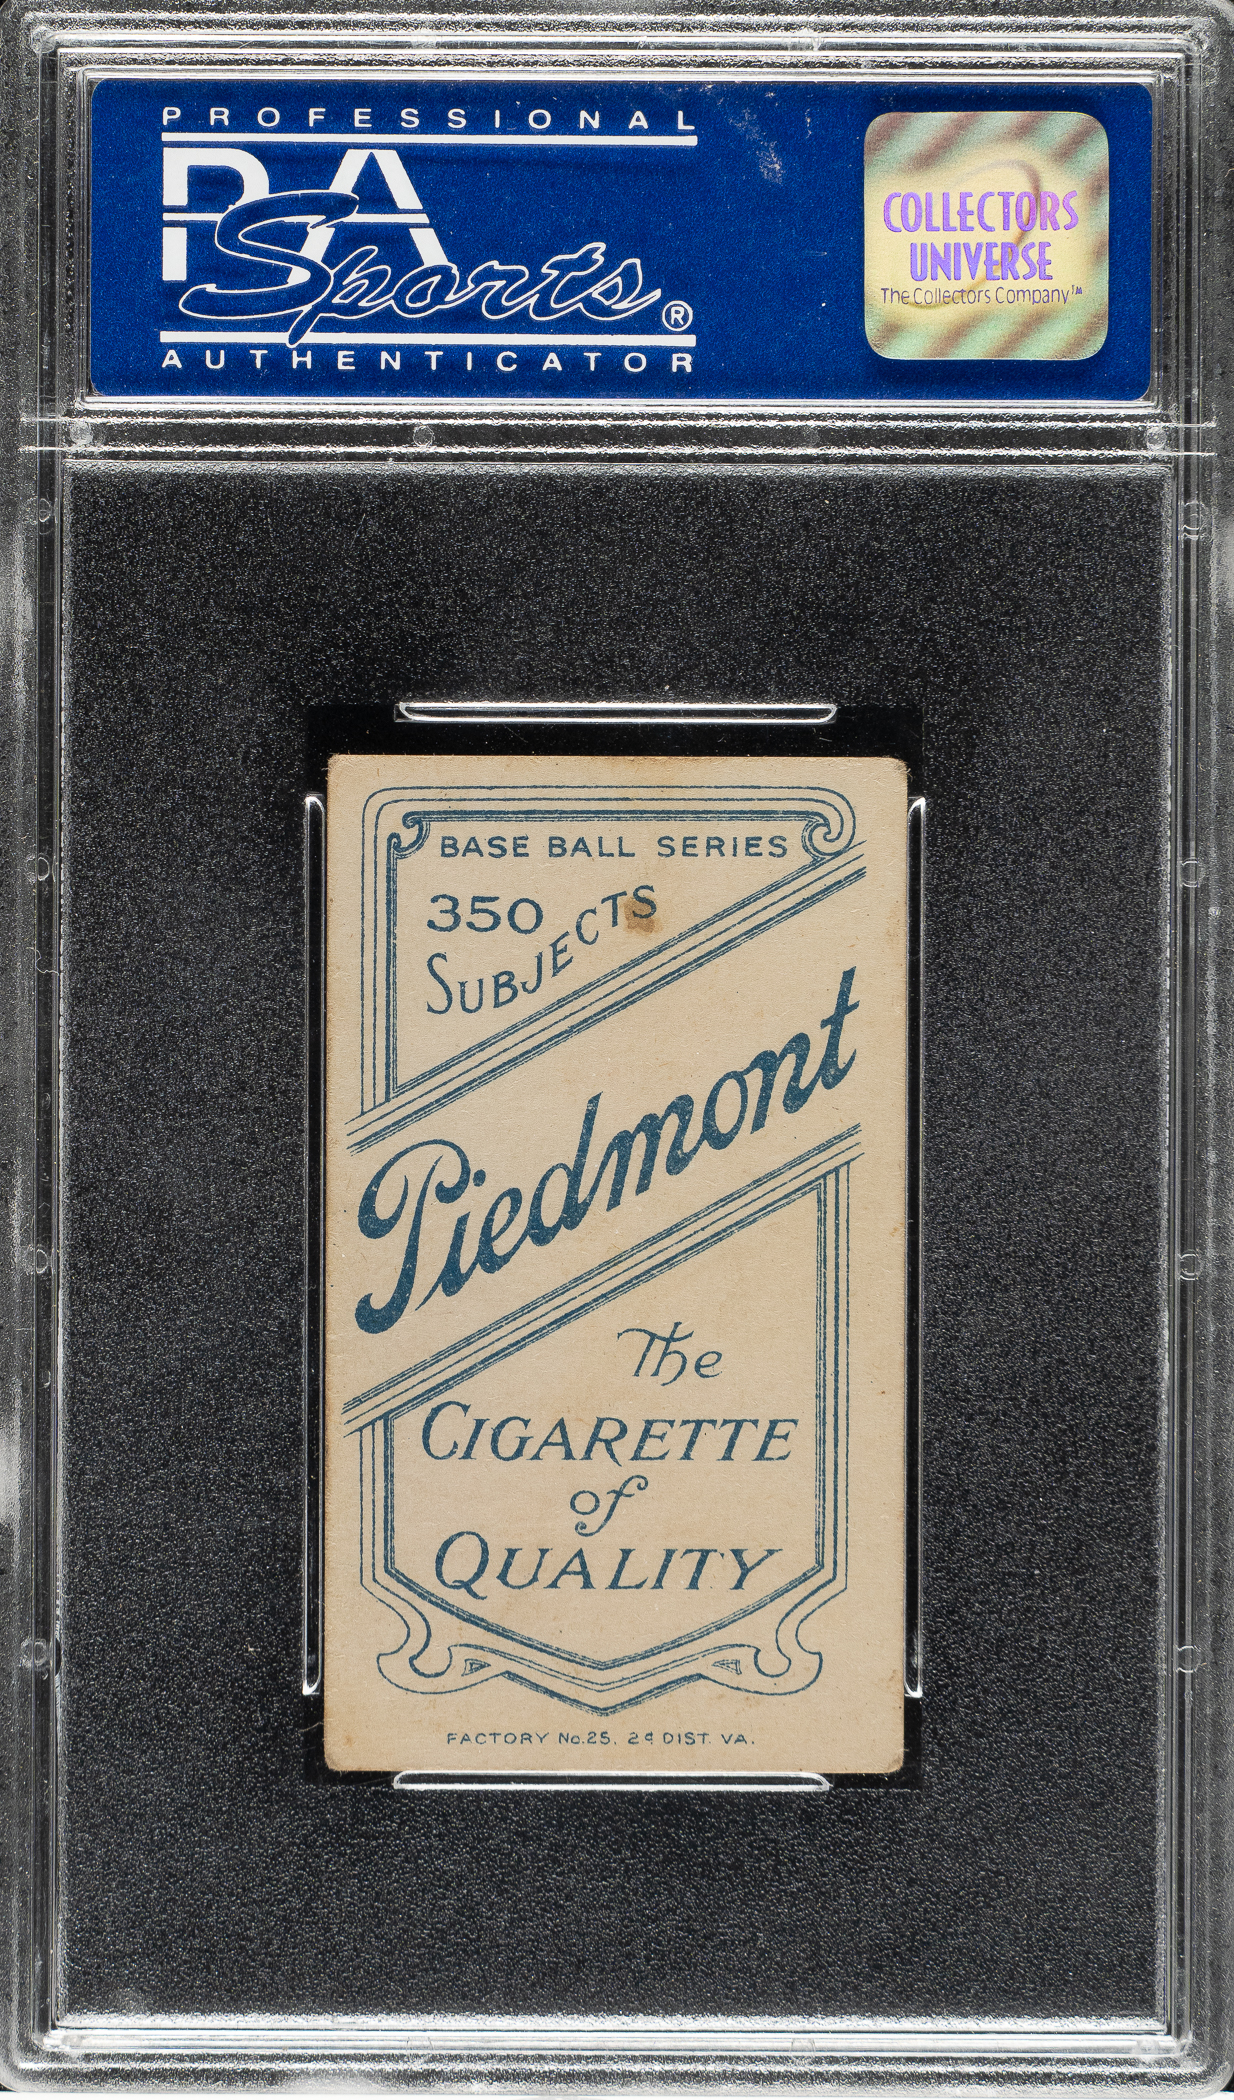 PROFESSIONAL
PSA
Sports®
AUTHENTICATOR
COLLECTORS
UNIVERSE
The Collectors Company™
BASE BALL SERIES
350
SUBJECTS
Piedmont
The
CIGARETTE
of
QUALITY
FACTORY No.25, 2d DIST. VA.